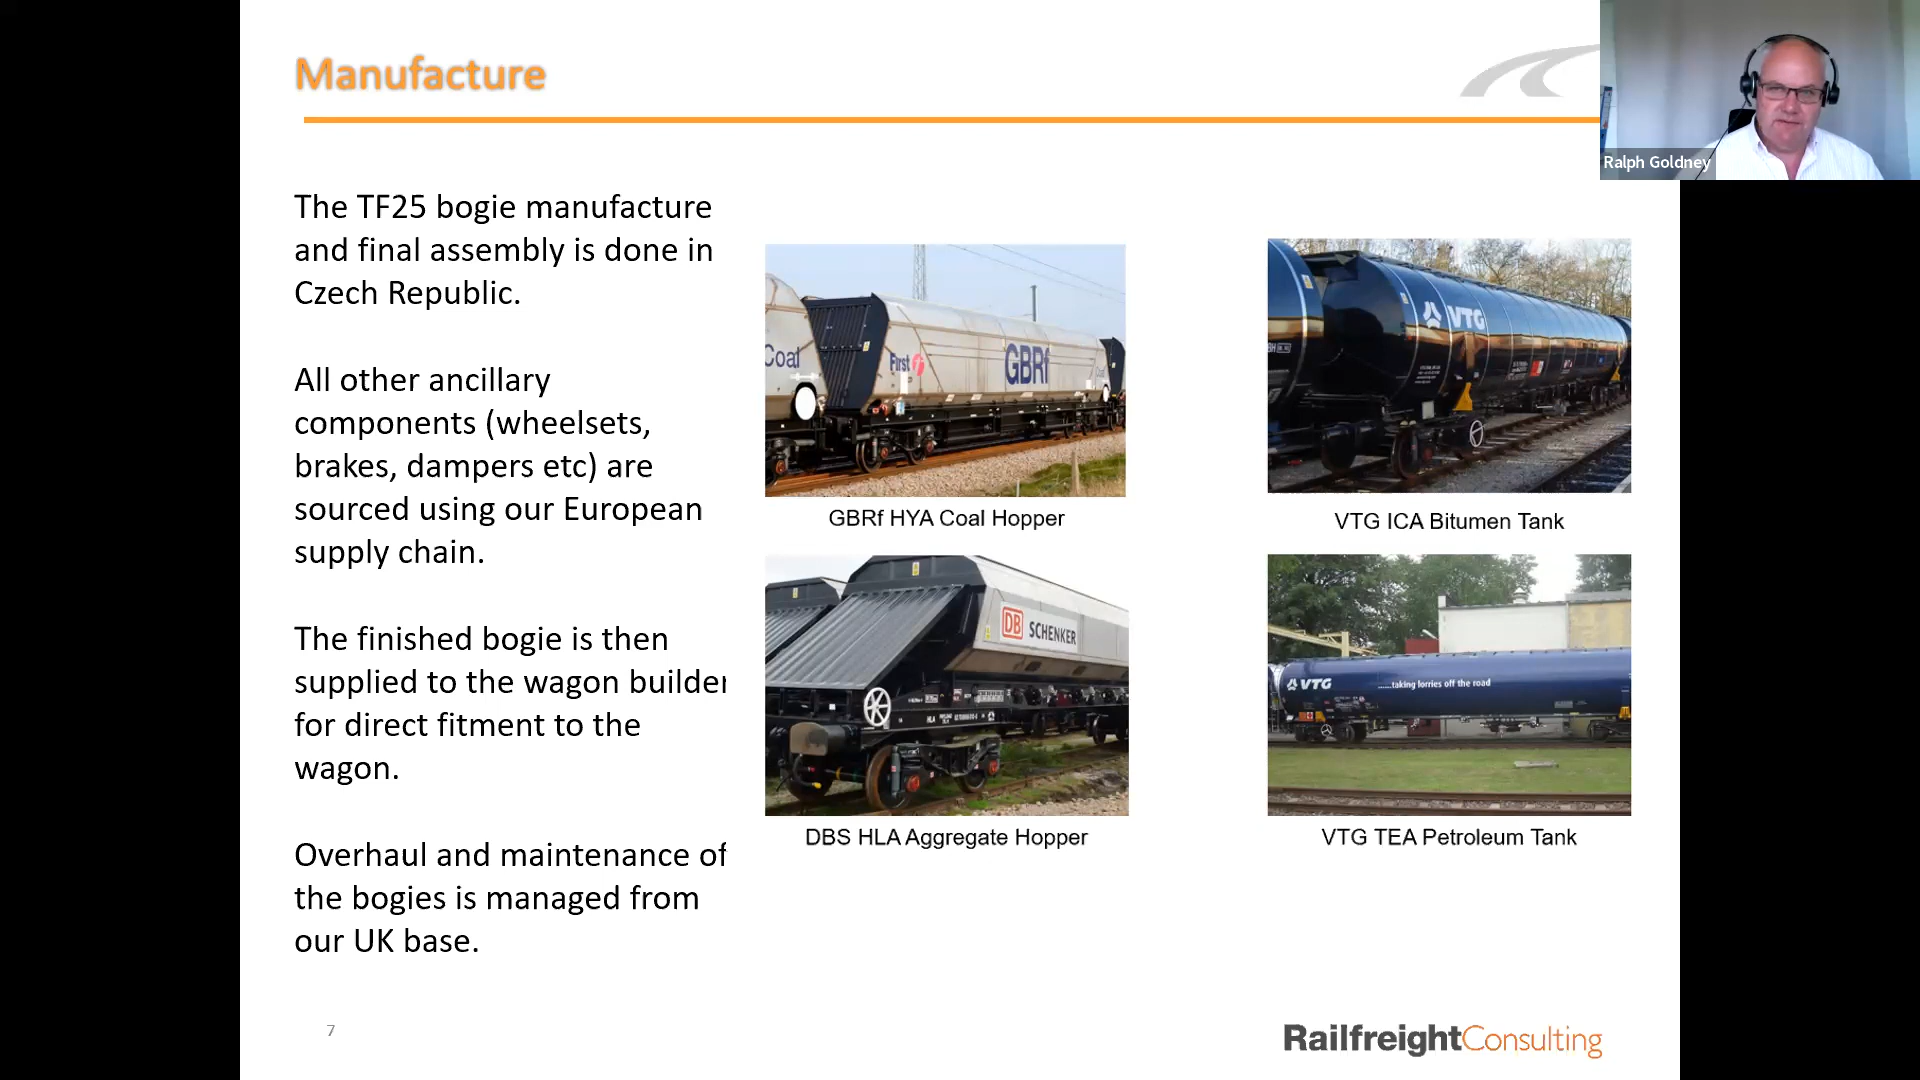 Manufacture
Ralph Goldney
The TF25 bogie manufacture
and final assembly is done in
Czech Republic.
All other ancillary
components (wheelsets,
brakes, dampers etc) are
sourced using our European
supply chain.
The finished bogie is then
supplied to the wagon builder
for direct fitment to the
wagon.
Overhaul and maintenance of
the bogies is managed from
our UK base.
Coal
First
GBRf
Coal
GBRf HYA Coal Hopper
VTG
VTG ICA Bitumen Tank
DB SCHENKER
HLA
DBS HLA Aggregate Hopper
VTG
......taking lorries off the road
VTG TEA Petroleum Tank
7
RailfreightConsulting